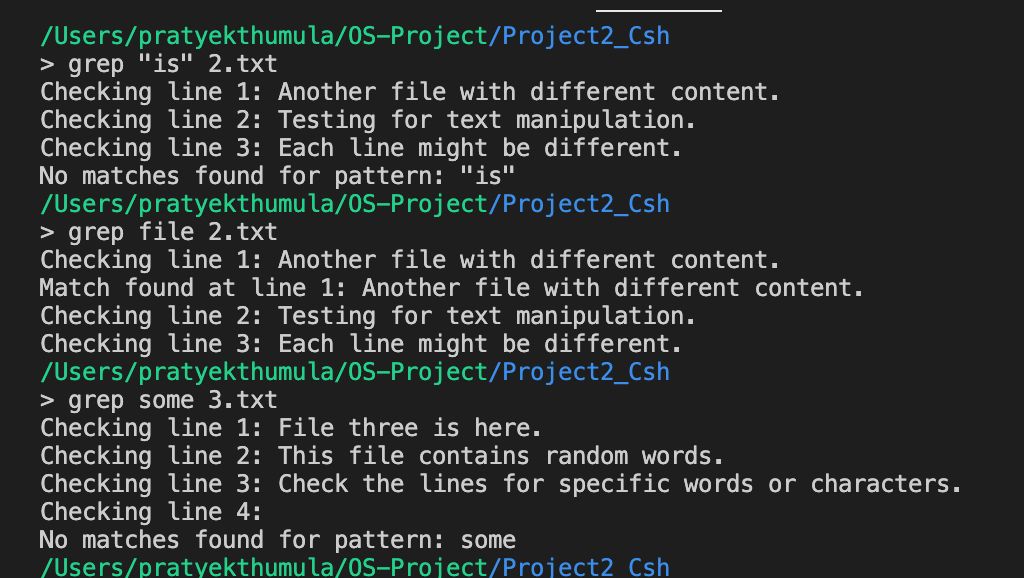 /Users/pratyekthumula/OS-Project/Project2_Csh
> grep "is" 2.txt
Checking line 1: Another file with different content.
Checking line 2: Testing for text manipulation.
Checking line 3: Each line might be different.
No matches found for pattern: "is"
/Users/pratyekthumula/OS-Project/Project2_Csh
> grep file 2.txt
Checking line 1: Another file with different content.
Match found at line 1: Another file with different content.
Checking line 2: Testing for text manipulation.
Checking line 3: Each line might be different.
/Users/pratyekthumula/OS-Project/Project2_Csh
> grep some 3.txt
Checking line 1: File three is here.
Checking line 2: This file contains random words.
Checking line 3: Check the lines for specific words or characters.
Checking line 4:
No matches found for pattern: some
/Users/pratyekthumula/OS-Project/Project2_Csh